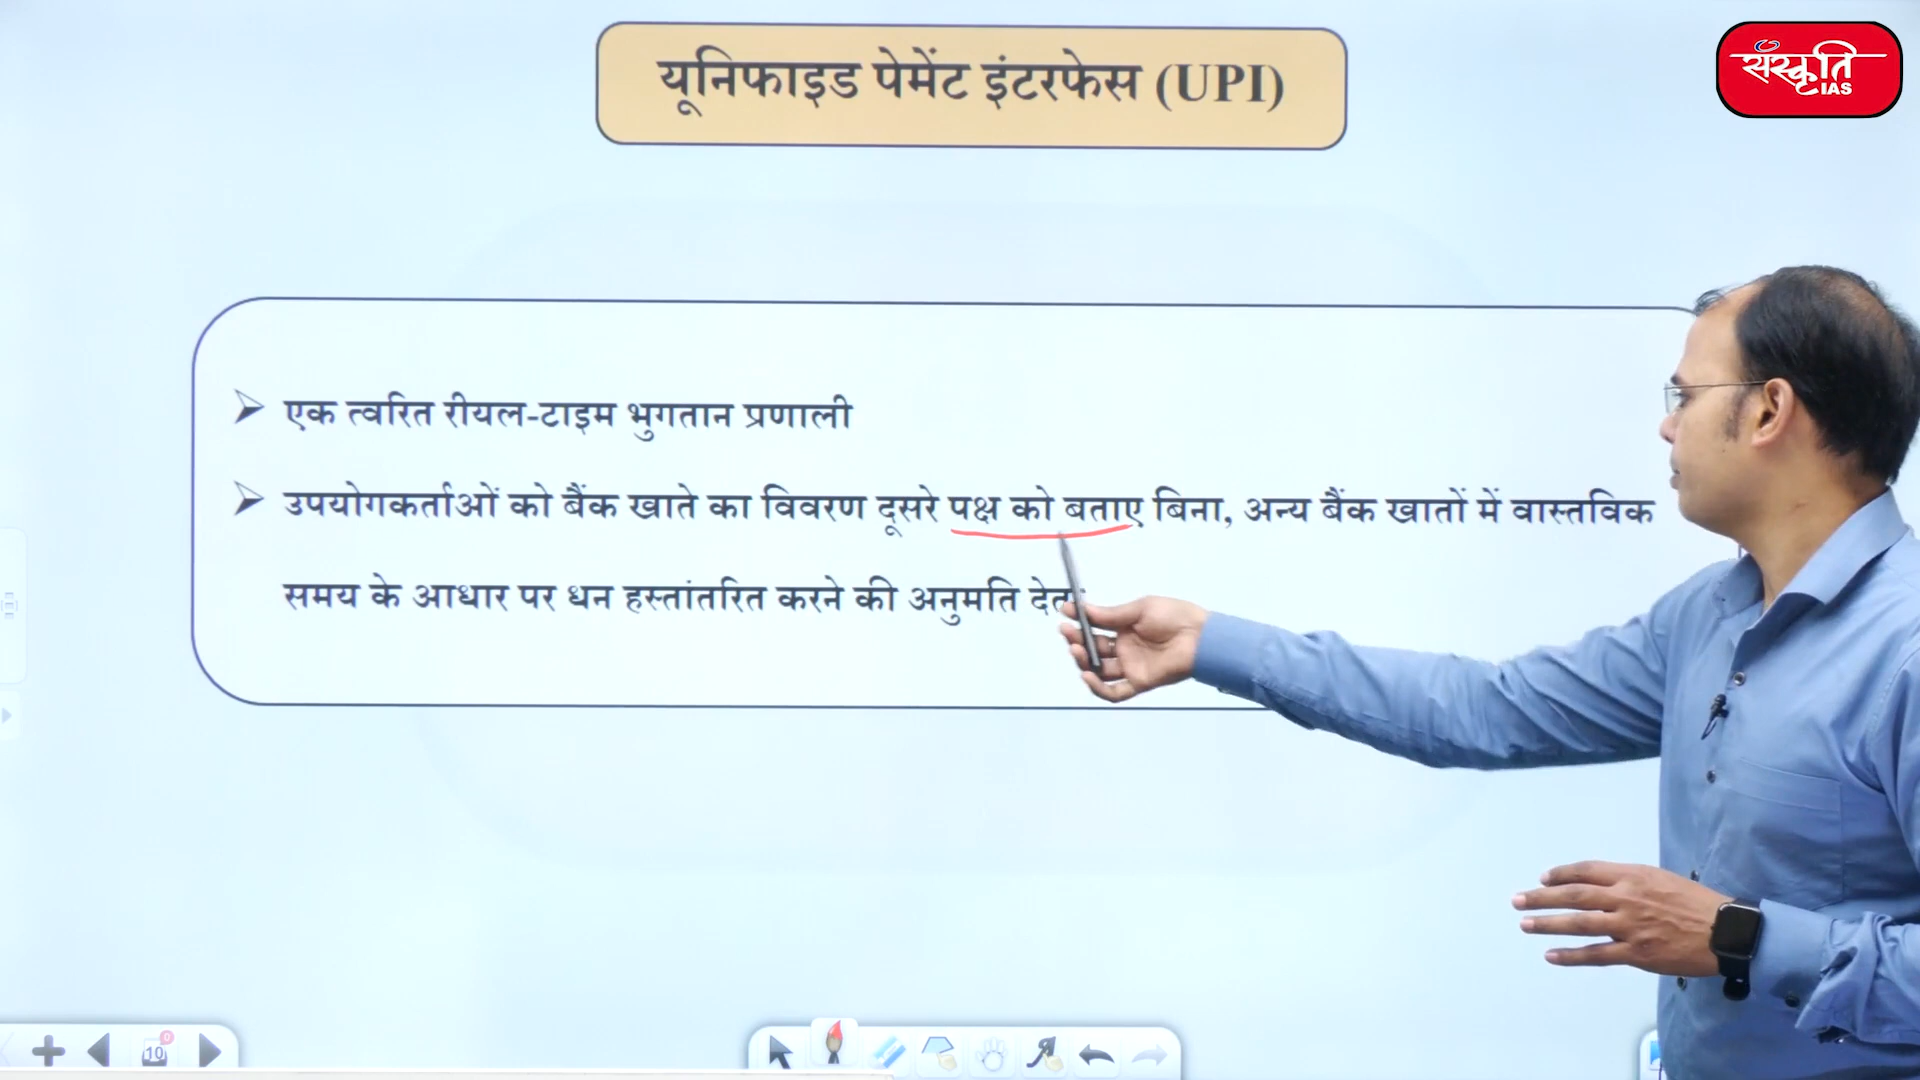 यूनिफाइड पेमेंट इंटरफेस (UPI)
संस्कृति
IAS
➢ एक त्वरित रीयल-टाइम भुगतान प्रणाली
➢ उपयोगकर्ताओं को बैंक खाते का विवरण दूसरे पक्ष को बताए बिना, अन्य बैंक खातों में वास्तविक
समय के आधार पर धन हस्तांतरित करने की अनुमति
10